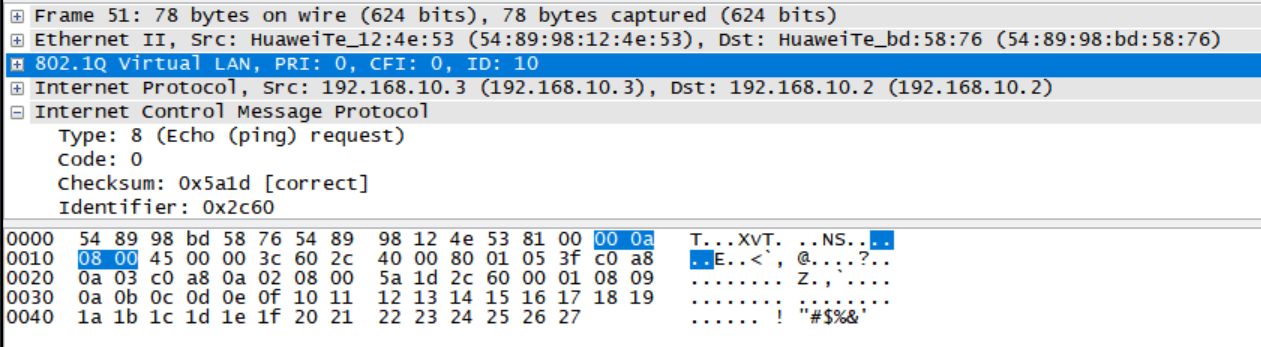 Frame 51: 78 bytes on wire (624 bits), 78 bytes captured (624 bits)
Ethernet II, Src: HuaweiTe_12:4e:53 (54:89:98:12:4e:53), Dst: HuaweiTe_bd:58:76 (54:89:98:bd:58:76)
802.1Q Virtual LAN, PRI: 0, CFI: 0, ID: 10
Internet Protocol, Src: 192.168.10.3 (192.168.10.3), Dst: 192.168.10.2 (192.168.10.2)
Internet Control Message Protocol
Type: 8 (Echo (ping) request)
Code: 0
Checksum: 0x5a1d [correct]
Identifier: 0x2c60
0000 54 89 98 bd 58 76 54 89 98 12 4e 53 81 00 00 0a T...XvT. ..NS....
0010 08 00 45 00 00 3c 60 2c 40 00 80 01 05 3f c0 a8 ..E..<`, @....?..
0020 0a 03 c0 a8 0a 02 08 00 5a 1d 2c 60 00 01 08 09 ........ Z.,`....
0030 0a 0b 0c 0d 0e 0f 10 11 12 13 14 15 16 17 18 19 ........ ........
0040 1a 1b 1c 1d 1e 1f 20 21 22 23 24 25 26 27 ...... ! "#$%&'